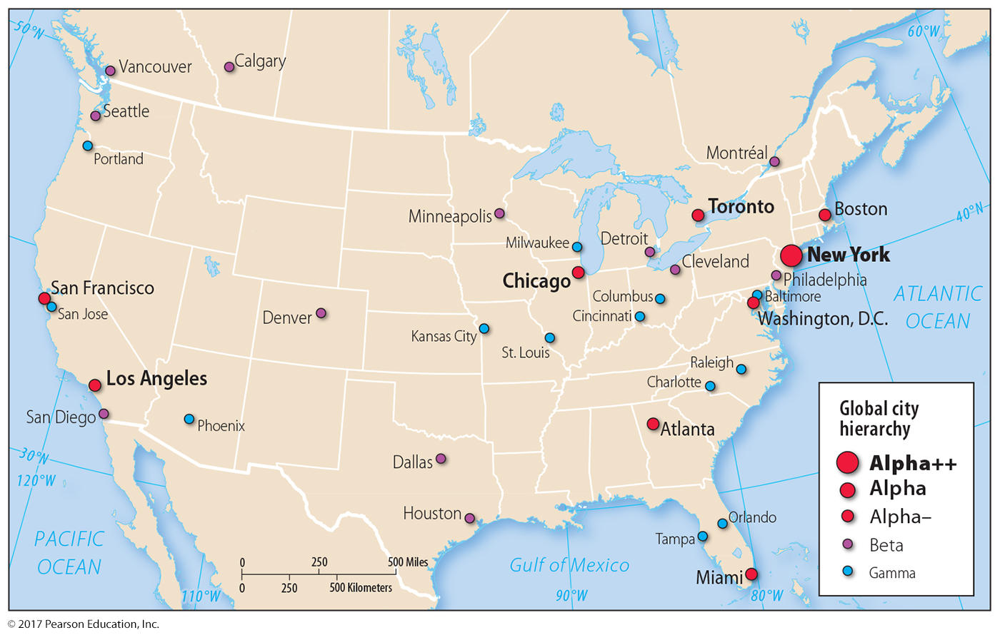 50°N
60°W
Vancouver
Calgary
Seattle
Portland
Montréal
Minneapolis
Toronto
Boston
40°N
Milwaukee
Detroit
New York
Cleveland
Chicago
Philadelphia
San Francisco
Columbus
Baltimore
ATLANTIC
OCEAN
San Jose
Denver
Cincinnati
Washington, D.C.
Kansas City
St. Louis
Raleigh
Los Angeles
Charlotte
San Diego
Phoenix
Atlanta
30°N
120°W
Dallas
Houston
Orlando
Tampa
PACIFIC
OCEAN
Gulf of Mexico
Miami
0 250 500 Miles
0 250 500 Kilometers
110°W
90°W
80°W
Global city
hierarchy
Alpha++
Alpha
Alpha–
Beta
Gamma
© 2017 Pearson Education, Inc.